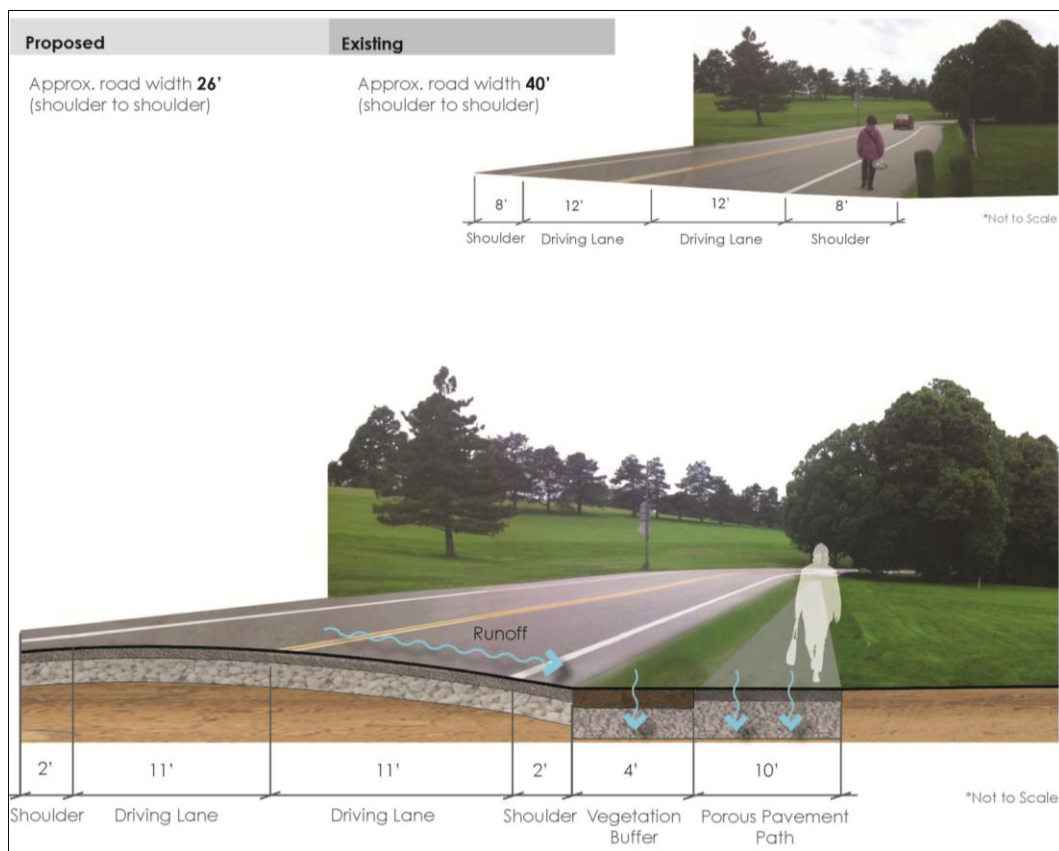 Proposed
Existing
Approx. road width 26'
(shoulder to shoulder)
Approx. road width 40'
(shoulder to shoulder)
8'
12'
12'
8'
Shoulder
Driving Lane
Driving Lane
Shoulder
*Not to Scale
Runoff
2'
11'
11'
2'
4'
10'
Shoulder
Driving Lane
Driving Lane
Shoulder
Vegetation
Buffer
Porous Pavement
Path
*Not to Scale